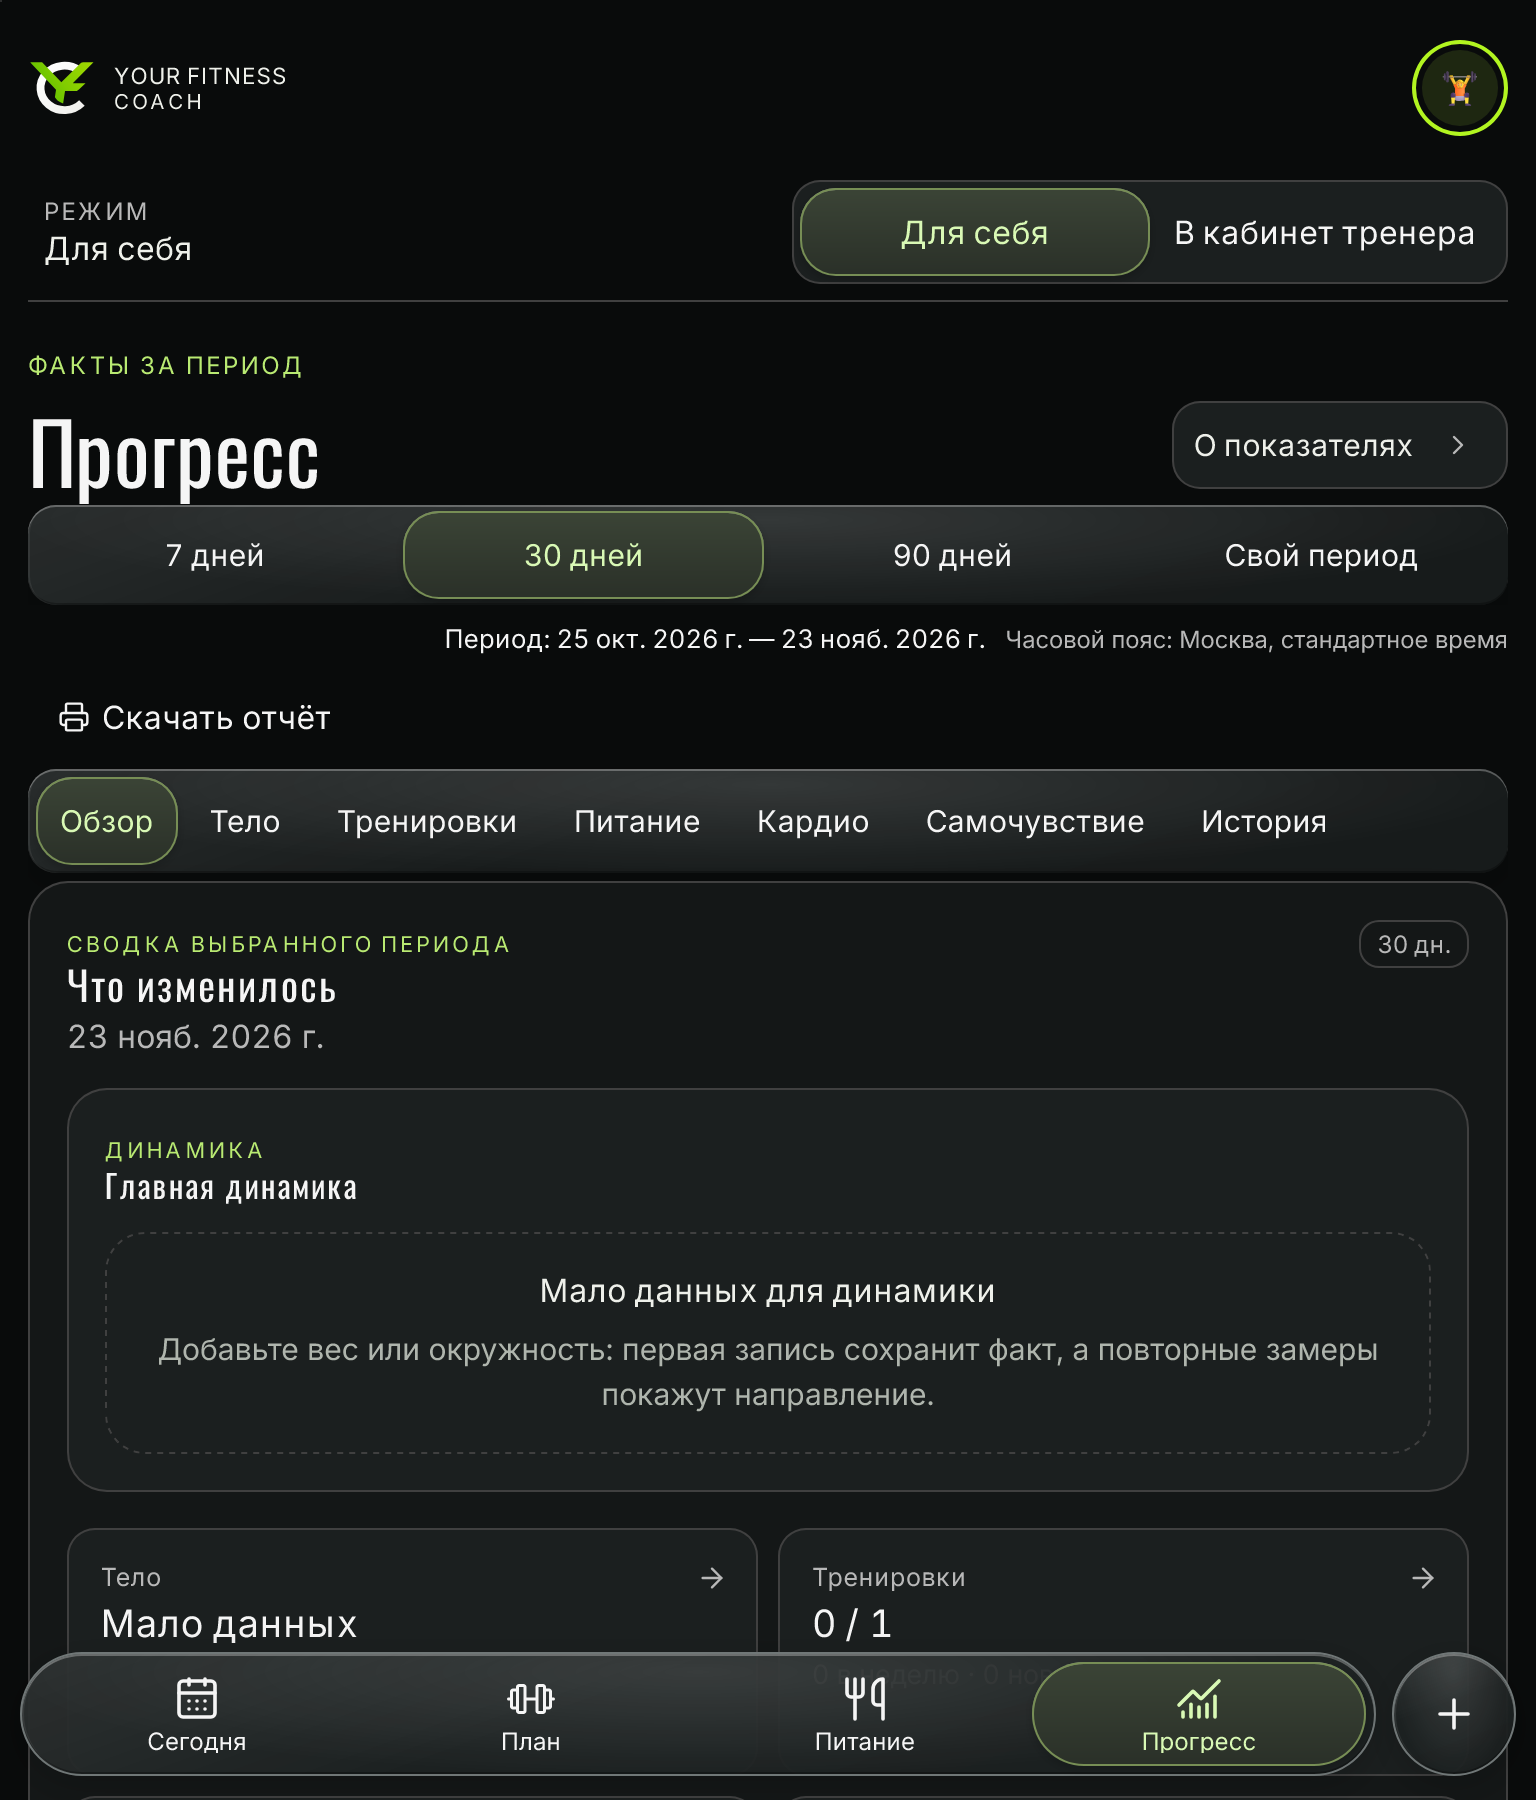 YOUR FITNESS
COACH
РЕЖИМ
Для себя
Для себя
В кабинет тренера
ФАКТЫ ЗА ПЕРИОД
Прогресс
О показателях
7 дней
30 дней
90 дней
Свой период
Период: 25 окт. 2026 г. — 23 нояб. 2026 г.
Часовой пояс: Москва, стандартное время
Скачать отчёт
Обзор
Тело
Тренировки
Питание
Кардио
Самочувствие
История
СВОДКА ВЫБРАННОГО ПЕРИОДА
30 дн.
Что изменилось
23 нояб. 2026 г.
ДИНАМИКА
Главная динамика
Мало данных для динамики
Добавьте вес или окружность: первая запись сохранит факт, а повторные замеры
покажут направление.
Тело
Мало данных
Тренировки
0 / 1
Сегодня
План
Питание
Прогресс